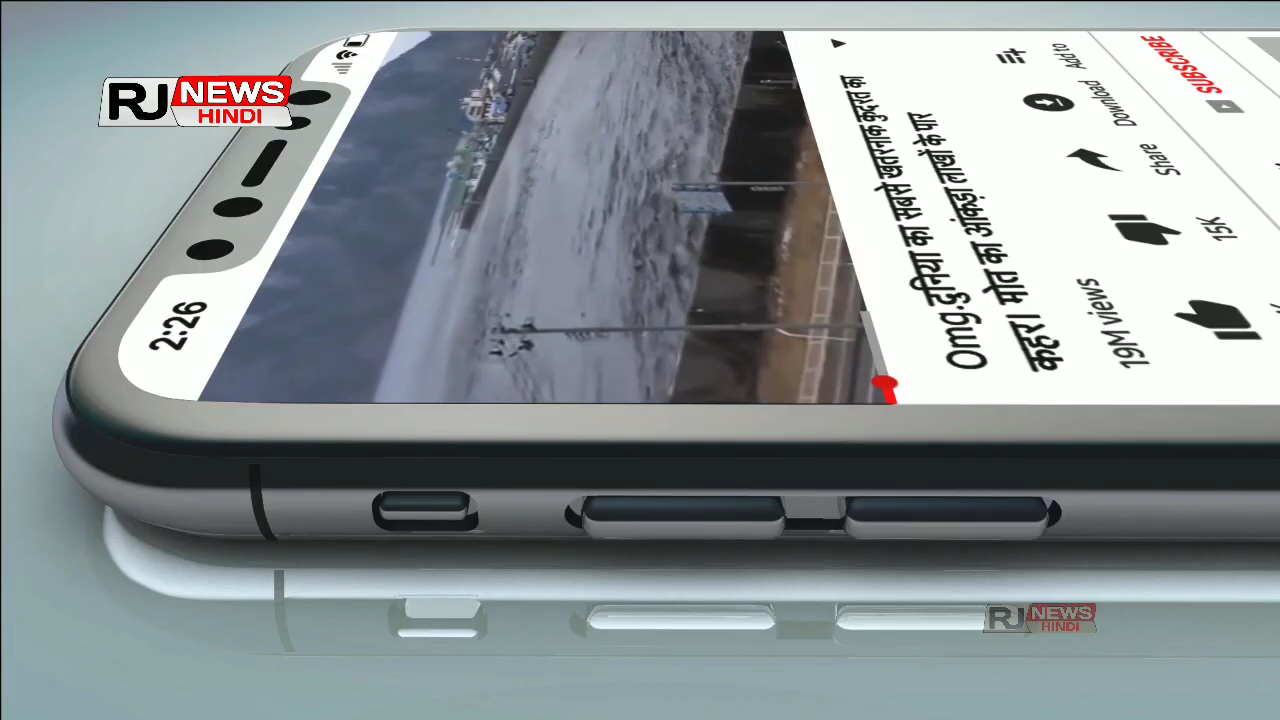 RJ NEWS
HINDI
2:26
Omg.दुनिया का सबसे खतरनाक कुदरत का
कहर। मोत का आंकड़ा लाखों के पार
19M views
15K
Share
Download
Add to
SUBSCRIBE
RJ NEWS
HINDI